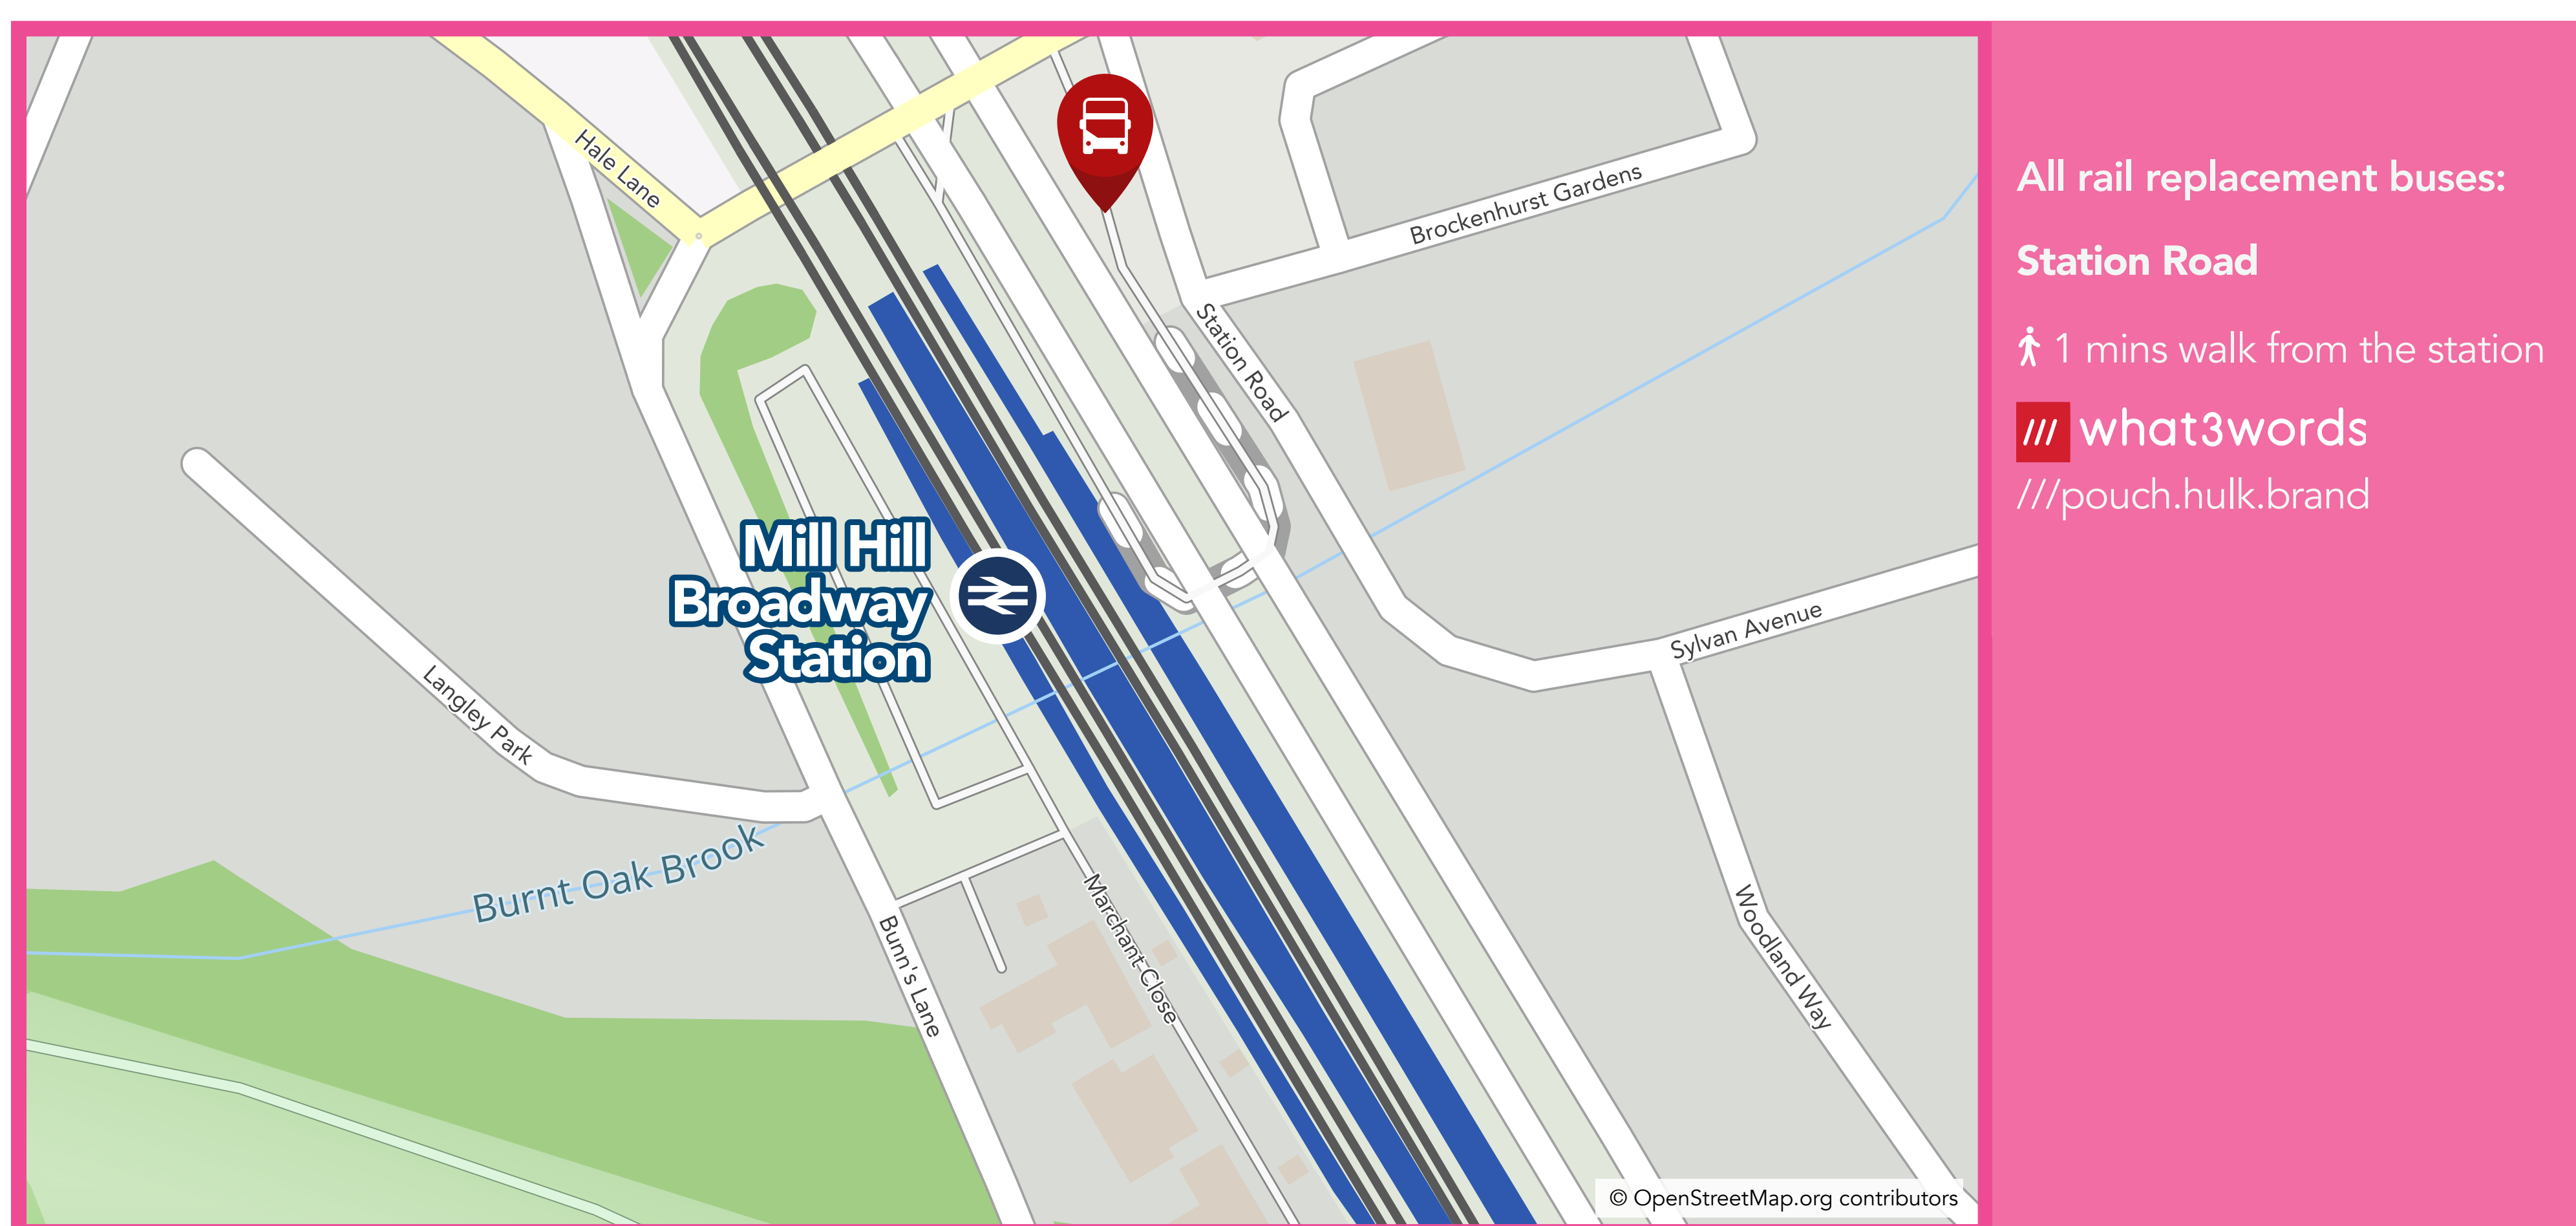 Hale Lane
Brockenhurst Gardens
Station Road
Mill Hill
Broadway
Station
Sylvan Avenue
Langley Park
Burnt Oak Brook
Bunn's Lane
Marchant Close
Woodland Way
© OpenStreetMap.org contributors
All rail replacement buses:
Station Road
1 mins walk from the station
/// what3words
///pouch.hulk.brand